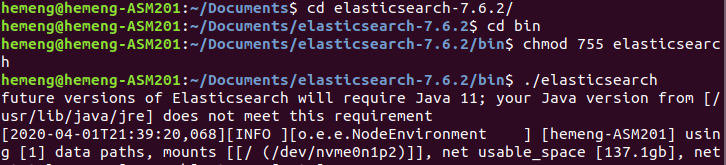 hemeng@hemeng-ASM201:~/Documents$ cd elasticsearch-7.6.2/
hemeng@hemeng-ASM201:~/Documents/elasticsearch-7.6.2$ cd bin
hemeng@hemeng-ASM201:~/Documents/elasticsearch-7.6.2/bin$ chmod 755 elasticsearc
h
hemeng@hemeng-ASM201:~/Documents/elasticsearch-7.6.2/bin$ ./elasticsearch
future versions of Elasticsearch will require Java 11; your Java version from [/
usr/lib/java/jre] does not meet this requirement
[2020-04-01T21:39:20,068][INFO ][o.e.e.NodeEnvironment    ] [hemeng-ASM201] usin
g [1] data paths, mounts [[/ (/dev/nvme0n1p2)]], net usable_space [137.1gb], net